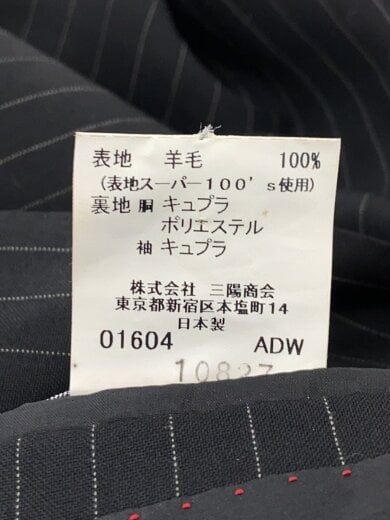 表地 羊毛 100%
(表地スーパー100's使用)
裏地 胴 キュプラ
ポリエステル
袖 キュプラ
株式会社 三陽商会
東京都新宿区本塩町14
日本製
01604 ADW
10827